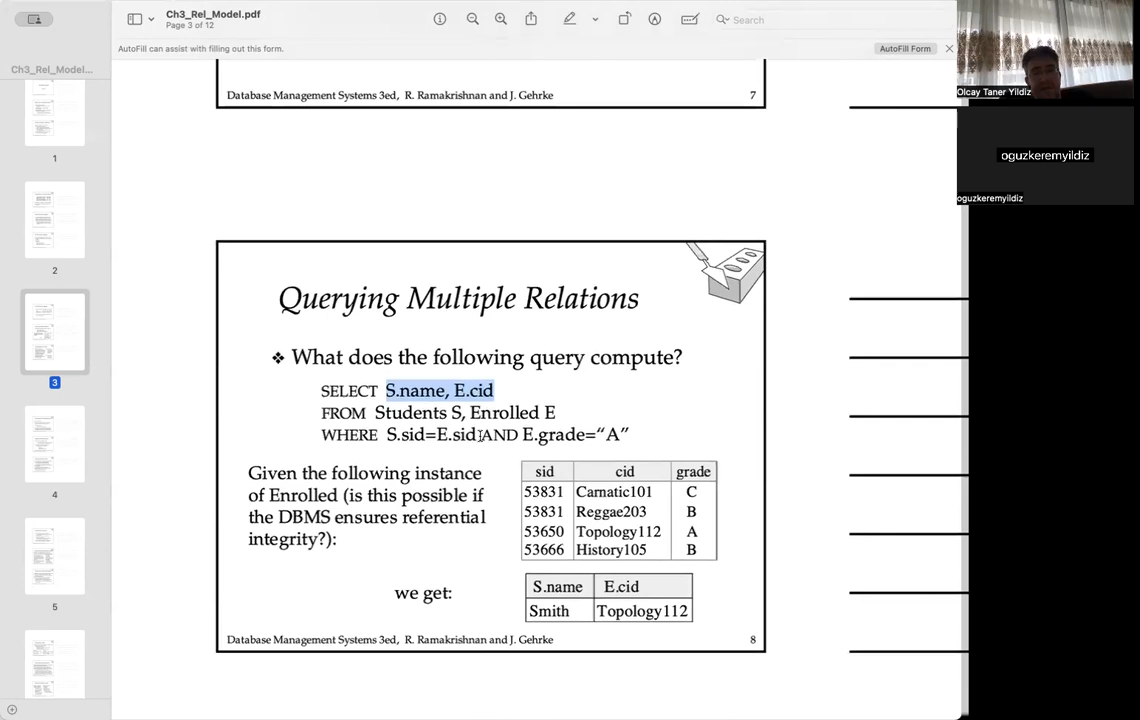 Ch3_Rel_Model.pdf
Page 3 of 12
Search
AutoFill can assist with filling out this form.
AutoFill Form
Ch3_Rel_Model...
1
2
3
4
5
Database Management Systems 3ed, R. Ramakrishnan and J. Gehrke 7
Querying Multiple Relations
❖ What does the following query compute?
SELECT S.name, E.cid
FROM Students S, Enrolled E
WHERE S.sid=E.sid AND E.grade=“A”
Given the following instance
of Enrolled (is this possible if
the DBMS ensures referential
integrity?):
sid cid grade
53831 Carnatic101 C
53831 Reggae203 B
53650 Topology112 A
53666 History105 B
we get:
S.name E.cid
Smith Topology112
Database Management Systems 3ed, R. Ramakrishnan and J. Gehrke 8
Olcay Taner Yildiz
oguzkeremyildiz
oguzkeremyildiz